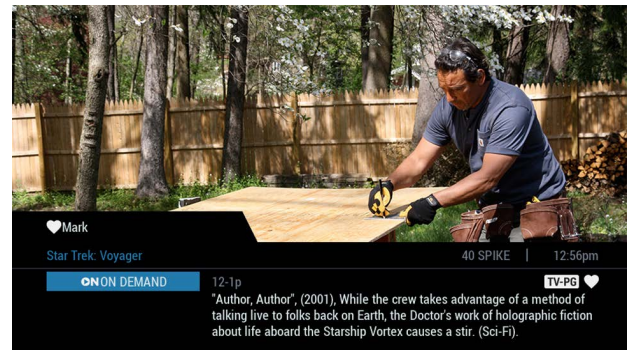 Mark
Star Trek: Voyager
40 SPIKE | 12:56pm
ON ON DEMAND
12-1p
TV-PG
"Author, Author", (2001), While the crew takes advantage of a method of
talking live to folks back on Earth, the Doctor's work of holographic fiction
about life aboard the Starship Vortex causes a stir. (Sci-Fi).